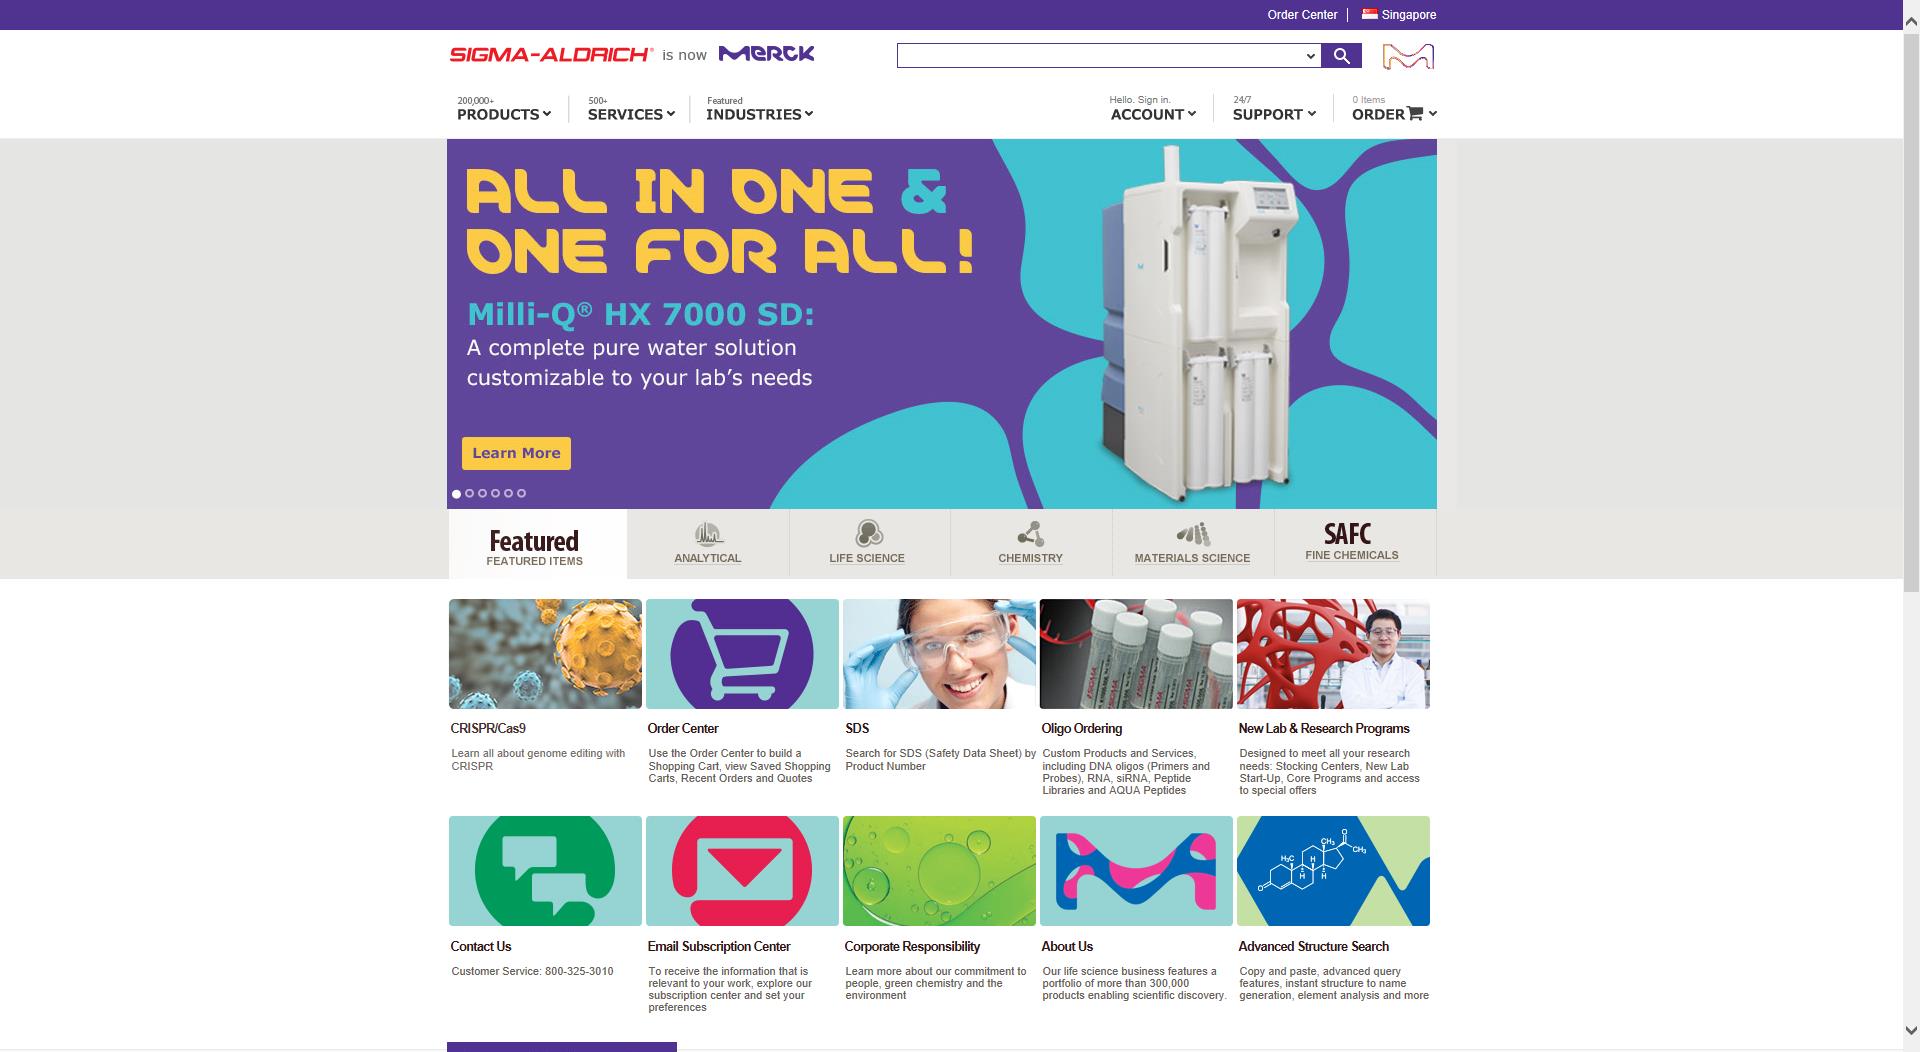 Order Center
Singapore
SIGMA-ALDRICH® is now MERCK
200,000+
PRODUCTS
500+
SERVICES
Featured
INDUSTRIES
Hello. Sign in.
ACCOUNT
24/7
SUPPORT
0 Items
ORDER
ALL IN ONE &
ONE FOR ALL!
Milli-Q® HX 7000 SD:
A complete pure water solution
customizable to your lab's needs
Learn More
Featured
FEATURED ITEMS
ANALYTICAL
LIFE SCIENCE
CHEMISTRY
MATERIALS SCIENCE
SAFC
FINE CHEMICALS
SIGMA
SIGMA
SIGMA
CRISPR/Cas9
Learn all about genome editing with
CRISPR
Order Center
Use the Order Center to build a
Shopping Cart, view Saved Shopping
Carts, Recent Orders and Quotes
SDS
Search for SDS (Safety Data Sheet) by
Product Number
Oligo Ordering
Custom Products and Services,
including DNA oligos (Primers and
Probes), RNA, siRNA, Peptide
Libraries and AQUA Peptides
New Lab & Research Programs
Designed to meet all your research
needs: Stocking Centers, New Lab
Start-Up, Core Programs and access
to special offers
CH₃
CH₃
H₃C
H
H
H
O
O
Contact Us
Customer Service: 800-325-3010
Email Subscription Center
To receive the information that is
relevant to your work, explore our
subscription center and set your
preferences
Corporate Responsibility
Learn more about our commitment to
people, green chemistry and the
environment
About Us
Our life science business features a
portfolio of more than 300,000
products enabling scientific discovery.
Advanced Structure Search
Copy and paste, advanced query
features, instant structure to name
generation, element analysis and more